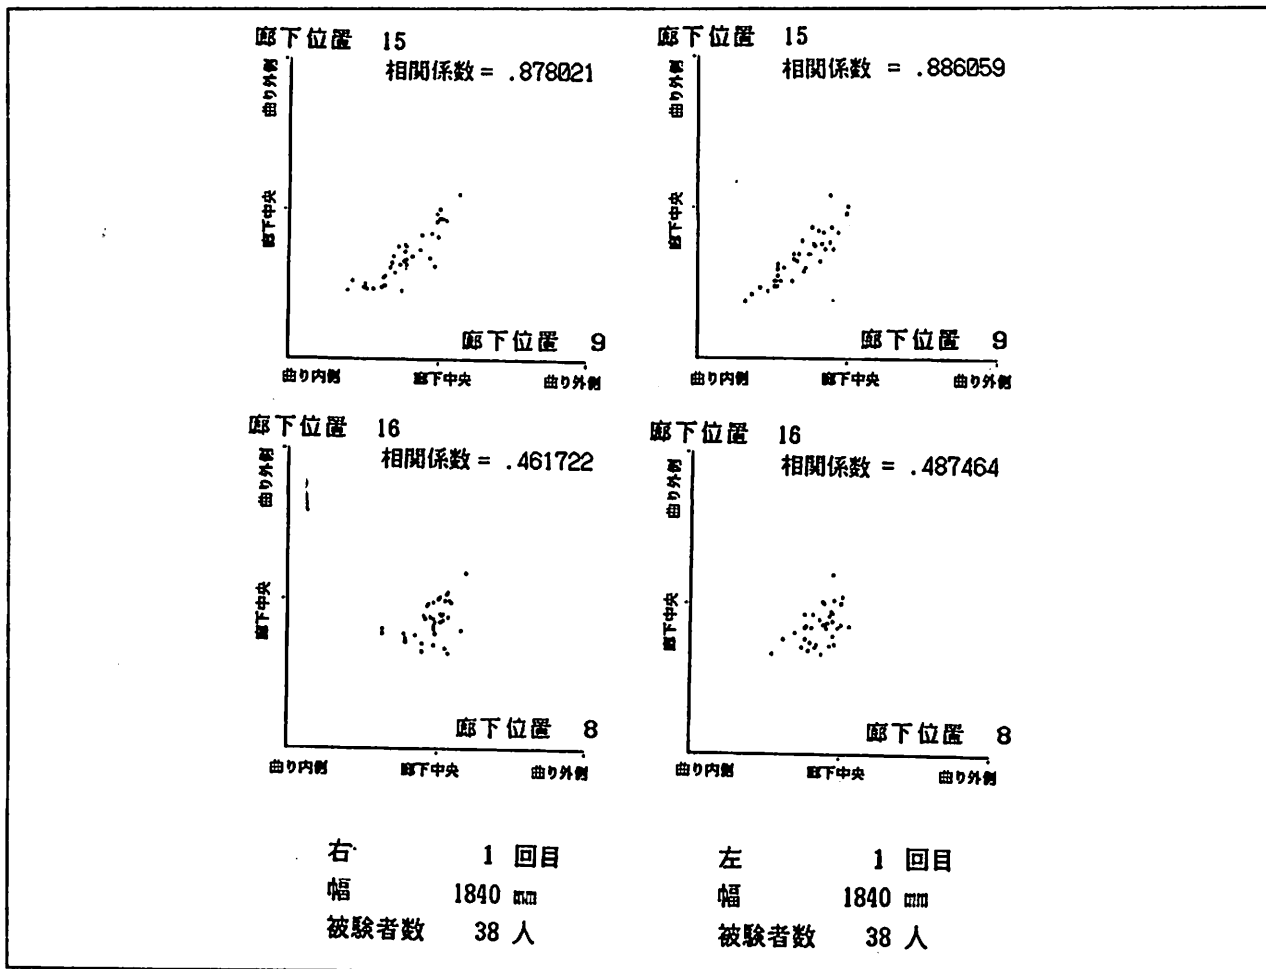 廊下位置 15
相関係数 = .878021
曲り外側
廊下中央
廊下位置 9
曲り内側 廊下中央 曲り外側
廊下位置 15
相関係数 = .886059
曲り外側
廊下中央
廊下位置 9
曲り内側 廊下中央 曲り外側
廊下位置 16
相関係数 = .461722
曲り外側
廊下中央
廊下位置 8
曲り内側 廊下中央 曲り外側
廊下位置 16
相関係数 = .487464
曲り外側
廊下中央
廊下位置 8
曲り内側 廊下中央 曲り外側
右 1 回目
幅 1840 mm
被験者数 38 人
左 1 回目
幅 1840 mm
被験者数 38 人